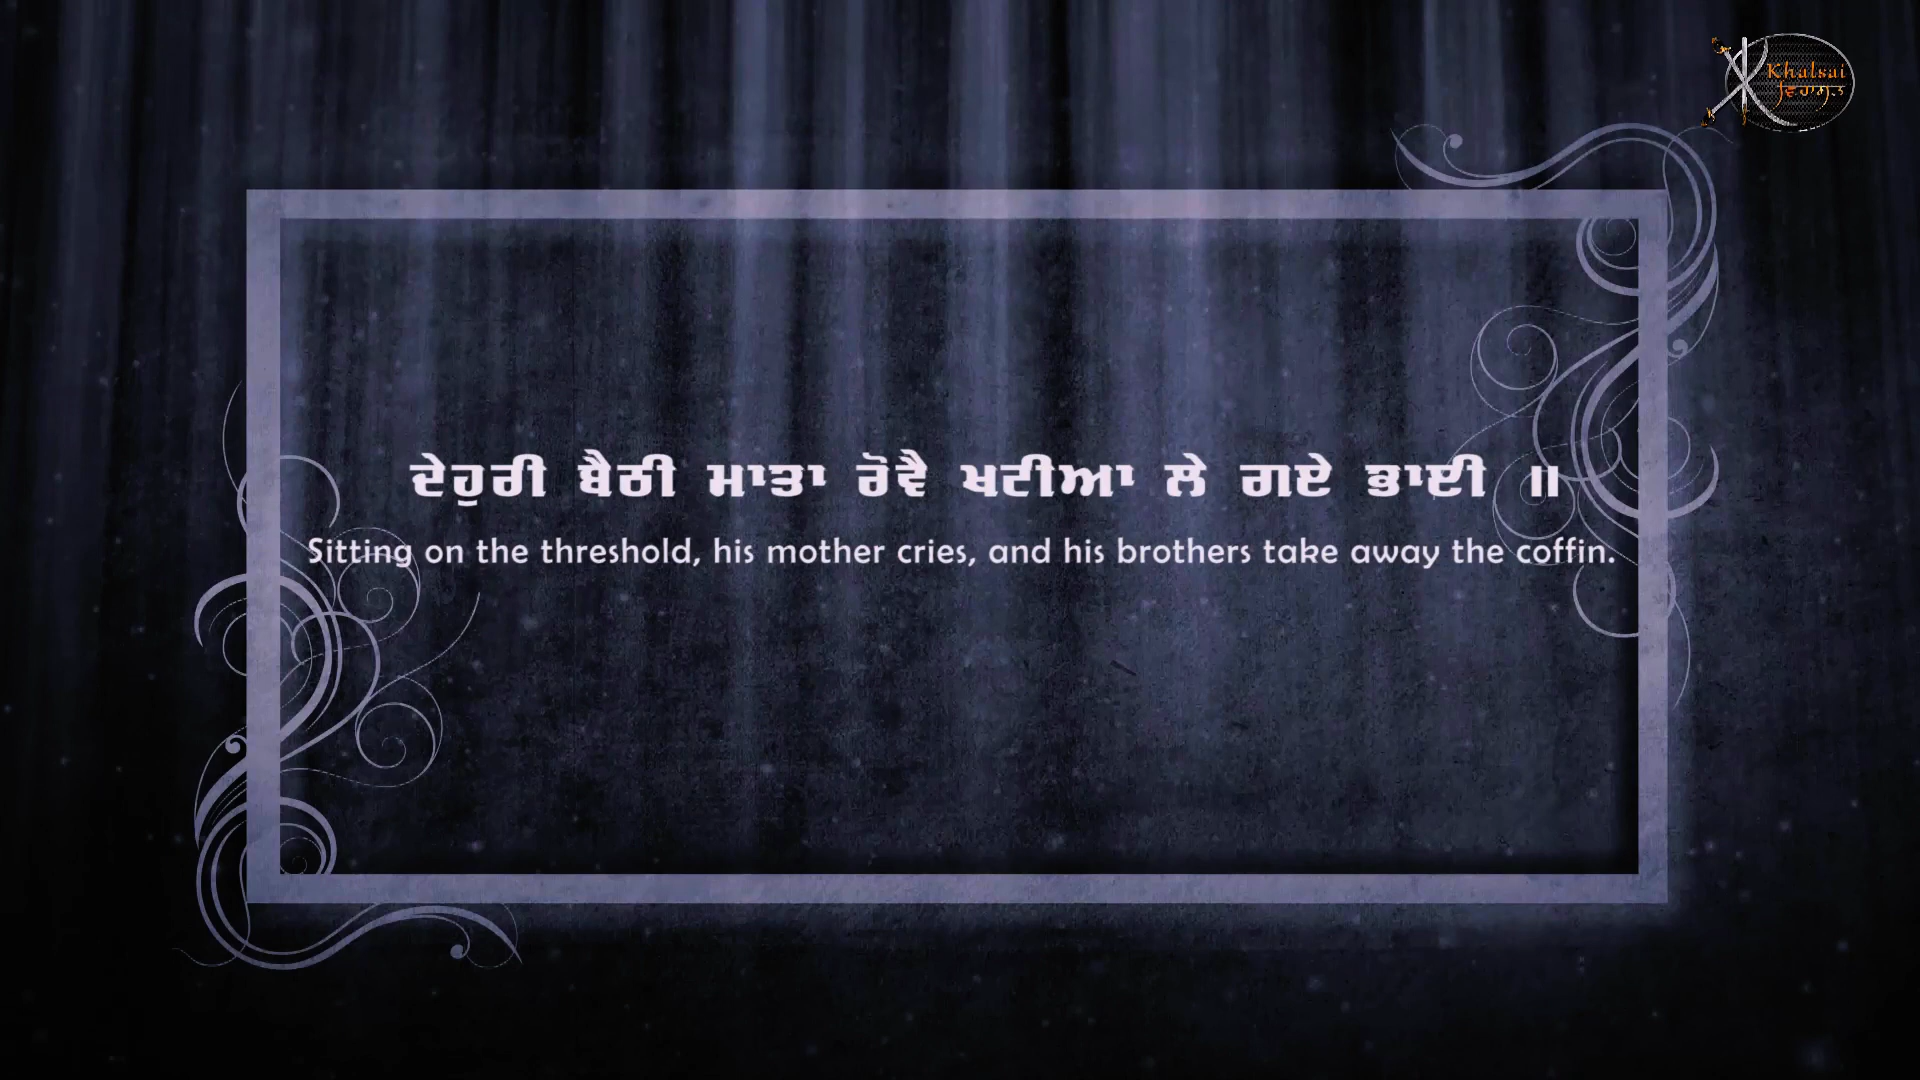 Khalsai
ਦੇਹੁਰੀ ਬੈਠੀ ਮਾਤਾ ਰੋਵੈ ਖਟੀਆ ਲੇ ਗਏ ਭਾਈ ॥
Sitting on the threshold, his mother cries, and his brothers take away the coffin.